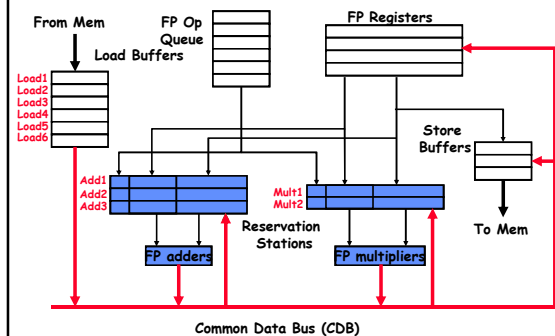 From Mem
FP Op
Queue
FP Registers
Load Buffers
Load1
Load2
Load3
Load4
Load5
Load6
Store
Buffers
Add1
Add2
Add3
Mult1
Mult2
Reservation
Stations
To Mem
FP adders
FP multipliers
Common Data Bus (CDB)